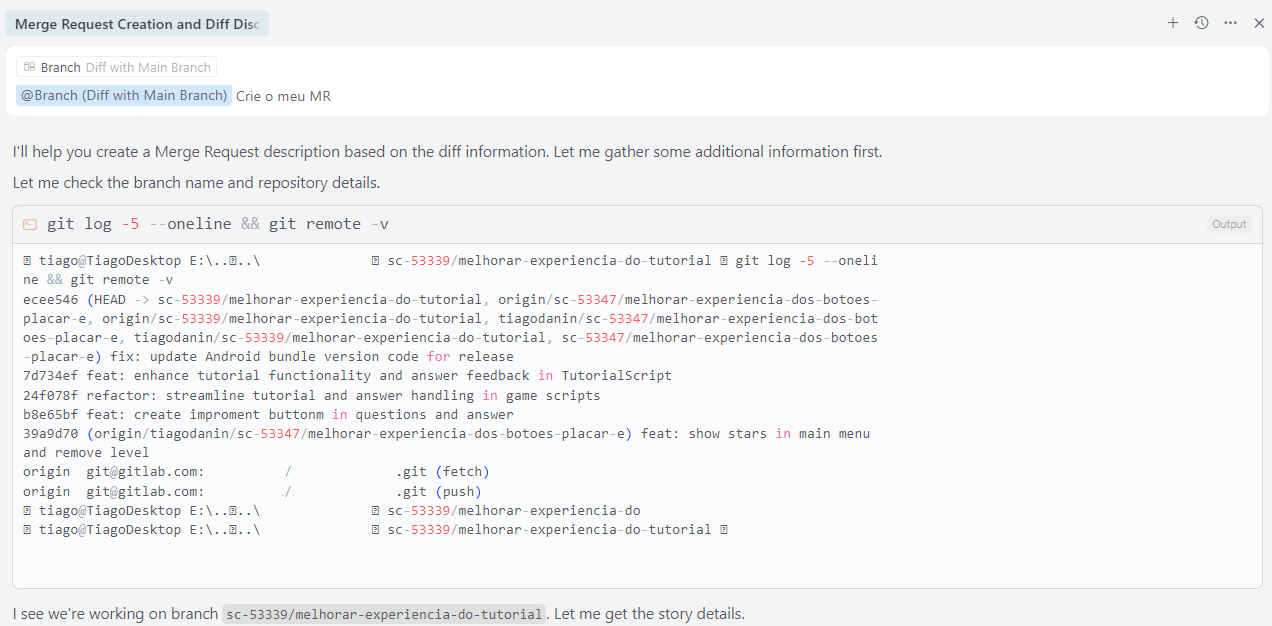 Merge Request Creation and Diff Disc
Branch Diff with Main Branch
@Branch (Diff with Main Branch) Crie o meu MR
I'll help you create a Merge Request description based on the diff information. Let me gather some additional information first.
Let me check the branch name and repository details.
git log -5 --oneline && git remote -v
Output
tiago@TiagoDesktop E:\..\..\ sc-53339/melhorar-experiencia-do-tutorial git log -5 --oneli
ne && git remote -v
ecee546 (HEAD -> sc-53339/melhorar-experiencia-do-tutorial, origin/sc-53347/melhorar-experiencia-dos-botoes-
placar-e, origin/sc-53339/melhorar-experiencia-do-tutorial, tiagodanin/sc-53347/melhorar-experiencia-dos-bot
oes-placar-e, tiagodanin/sc-53339/melhorar-experiencia-do-tutorial, sc-53347/melhorar-experiencia-dos-botoes
-placar-e) fix: update Android bundle version code for release
7d734ef feat: enhance tutorial functionality and answer feedback in TutorialScript
24f078f refactor: streamline tutorial and answer handling in game scripts
b8e65bf feat: create improment buttonm in questions and answer
39a9d70 (origin/tiagodanin/sc-53347/melhorar-experiencia-dos-botoes-placar-e) feat: show stars in main menu
and remove level
origin git@gitlab.com: / .git (fetch)
origin git@gitlab.com: ./. .git (push)
tiago@TiagoDesktop E:\..\..\ sc-53339/melhorar-experiencia-do
tiago@TiagoDesktop E:\..\..\ sc-53339/melhorar-experiencia-do-tutorial
I see we're working on branch sc-53339/melhorar-experiencia-do-tutorial. Let me get the story details.